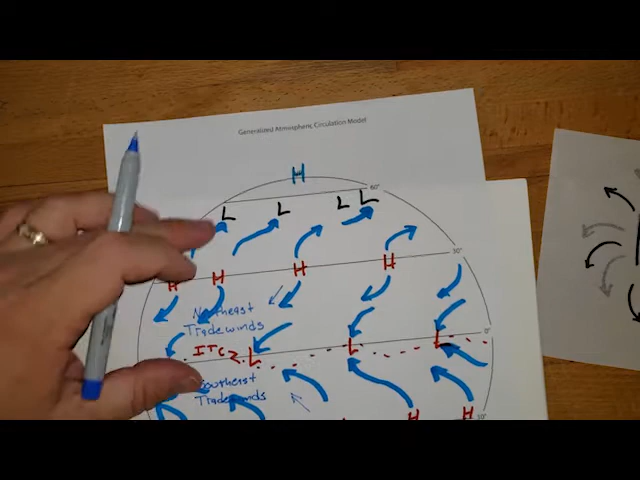 Generalized Atmospheric Circulation Model
H
60°
L L L L
30°
H H H H
Northeast
Tradewinds
0°
ITCZ L L L
Southeast
Tradewinds
H H
30°